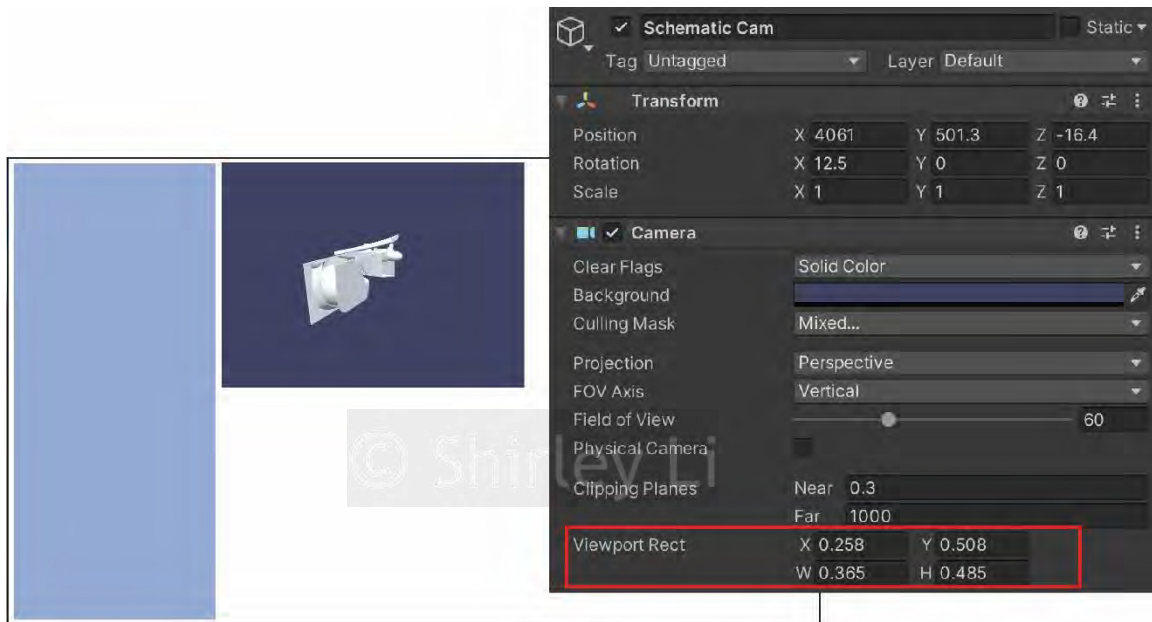 Schematic Cam Static
Tag Untagged Layer Default
Transform
Position X 4061 Y 501.3 Z -16.4
Rotation X 12.5 Y 0 Z 0
Scale X 1 Y 1 Z 1
Camera
Clear Flags Solid Color
Background
Culling Mask Mixed...
Projection Perspective
FOV Axis Vertical
Field of View 60
Physical Camera
© Shirley Li
Clipping Planes Near 0.3
Far 1000
Viewport Rect X 0.258 Y 0.508
W 0.365 H 0.485